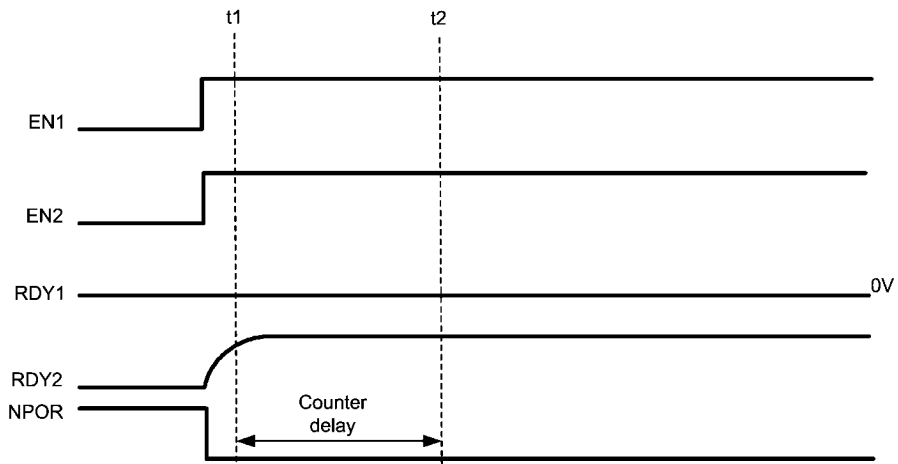 t1
t2
EN1
EN2
RDY1
0V
RDY2
NPOR
Counter
delay